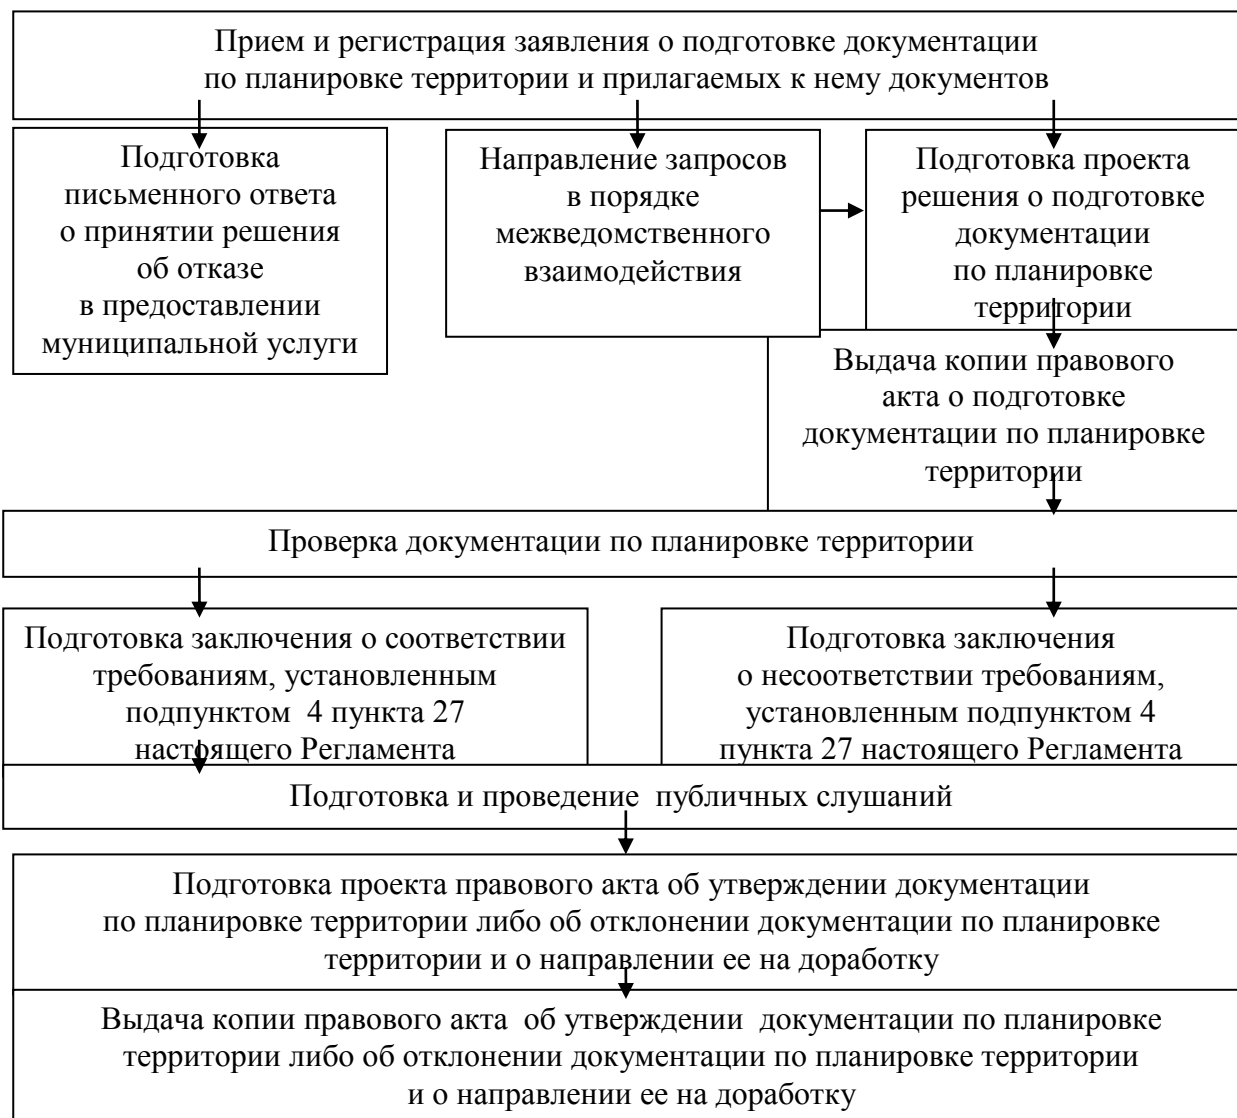 Прием и регистрация заявления о подготовке документации
по планировке территории и прилагаемых к нему документов
Подготовка
письменного ответа
о принятии решения
об отказе
в предоставлении
муниципальной услуги
Направление запросов
в порядке
межведомственного
взаимодействия
Подготовка проекта
решения о подготовке
документации
по планировке
территории
Выдача копии правового
акта о подготовке
документации по планировке
территории
Проверка документации по планировке территории
Подготовка заключения о соответствии
требованиям, установленным
подпунктом 4 пункта 27
настоящего Регламента
Подготовка заключения
о несоответствии требованиям,
установленным подпунктом 4
пункта 27 настоящего Регламента
Подготовка и проведение публичных слушаний
Подготовка проекта правового акта об утверждении документации
по планировке территории либо об отклонении документации по планировке
территории и о направлении ее на доработку
Выдача копии правового акта об утверждении документации по планировке
территории либо об отклонении документации по планировке территории
и о направлении ее на доработку